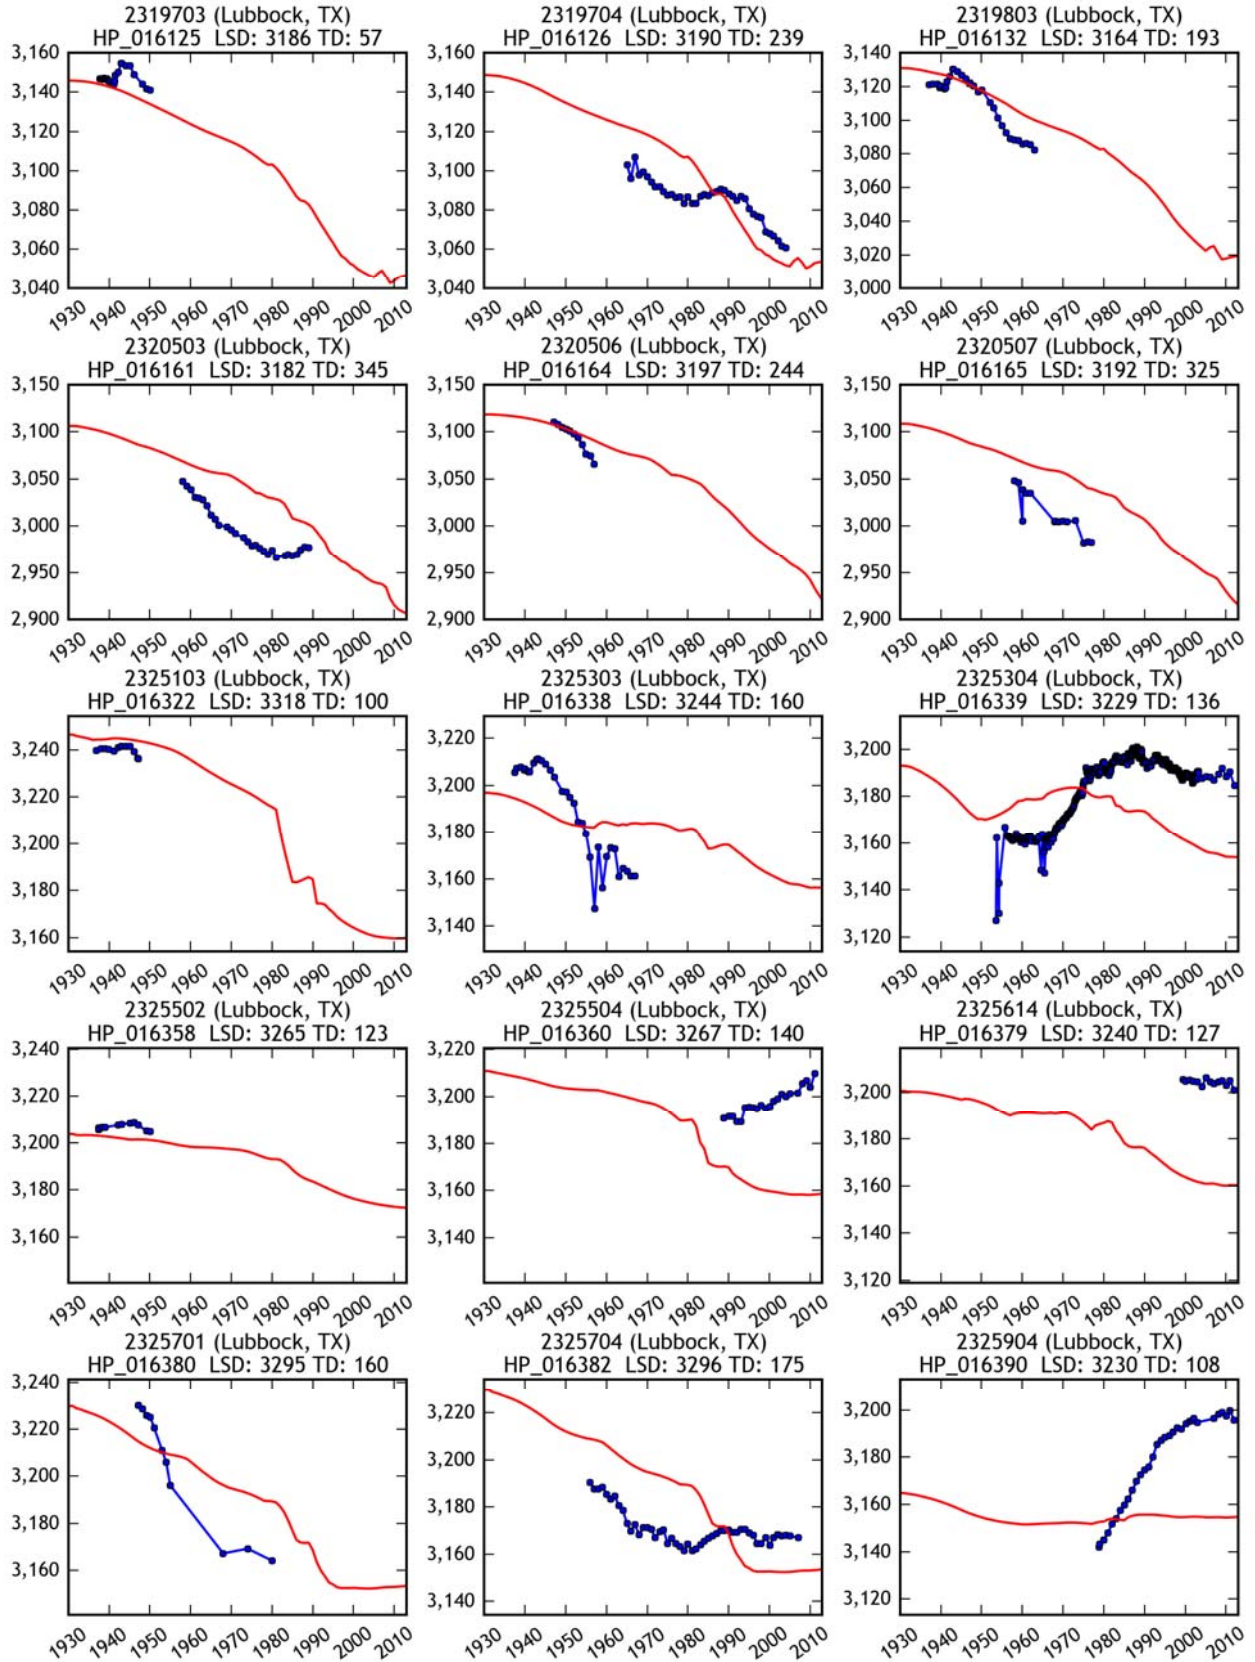 2319703 (Lubbock, TX)
HP_016125 LSD: 3186 TD: 57
3,160
3,140
3,120
3,100
3,080
3,060
3,040
1930 1940 1950 1960 1970 1980 1990 2000 2010
2319704 (Lubbock, TX)
HP_016126 LSD: 3190 TD: 239
3,160
3,140
3,120
3,100
3,080
3,060
3,040
1930 1940 1950 1960 1970 1980 1990 2000 2010
2319803 (Lubbock, TX)
HP_016132 LSD: 3164 TD: 193
3,140
3,120
3,100
3,080
3,060
3,040
3,020
3,000
1930 1940 1950 1960 1970 1980 1990 2000 2010
2320503 (Lubbock, TX)
HP_016161 LSD: 3182 TD: 345
3,150
3,100
3,050
3,000
2,950
2,900
1930 1940 1950 1960 1970 1980 1990 2000 2010
2320506 (Lubbock, TX)
HP_016164 LSD: 3197 TD: 244
3,150
3,100
3,050
3,000
2,950
2,900
1930 1940 1950 1960 1970 1980 1990 2000 2010
2320507 (Lubbock, TX)
HP_016165 LSD: 3192 TD: 325
3,150
3,100
3,050
3,000
2,950
2,900
1930 1940 1950 1960 1970 1980 1990 2000 2010
2325103 (Lubbock, TX)
HP_016322 LSD: 3318 TD: 100
3,240
3,220
3,200
3,180
3,160
1930 1940 1950 1960 1970 1980 1990 2000 2010
2325303 (Lubbock, TX)
HP_016338 LSD: 3244 TD: 160
3,220
3,200
3,180
3,160
3,140
1930 1940 1950 1960 1970 1980 1990 2000 2010
2325304 (Lubbock, TX)
HP_016339 LSD: 3229 TD: 136
3,200
3,180
3,160
3,140
3,120
1930 1940 1950 1960 1970 1980 1990 2000 2010
2325502 (Lubbock, TX)
HP_016358 LSD: 3265 TD: 123
3,240
3,220
3,200
3,180
3,160
1930 1940 1950 1960 1970 1980 1990 2000 2010
2325504 (Lubbock, TX)
HP_016360 LSD: 3267 TD: 140
3,220
3,200
3,180
3,160
3,140
1930 1940 1950 1960 1970 1980 1990 2000 2010
2325614 (Lubbock, TX)
HP_016379 LSD: 3240 TD: 127
3,200
3,180
3,160
3,140
3,120
1930 1940 1950 1960 1970 1980 1990 2000 2010
2325701 (Lubbock, TX)
HP_016380 LSD: 3295 TD: 160
3,240
3,220
3,200
3,180
3,160
1930 1940 1950 1960 1970 1980 1990 2000 2010
2325704 (Lubbock, TX)
HP_016382 LSD: 3296 TD: 175
3,220
3,200
3,180
3,160
3,140
1930 1940 1950 1960 1970 1980 1990 2000 2010
2325904 (Lubbock, TX)
HP_016390 LSD: 3230 TD: 108
3,200
3,180
3,160
3,140
3,120
1930 1940 1950 1960 1970 1980 1990 2000 2010